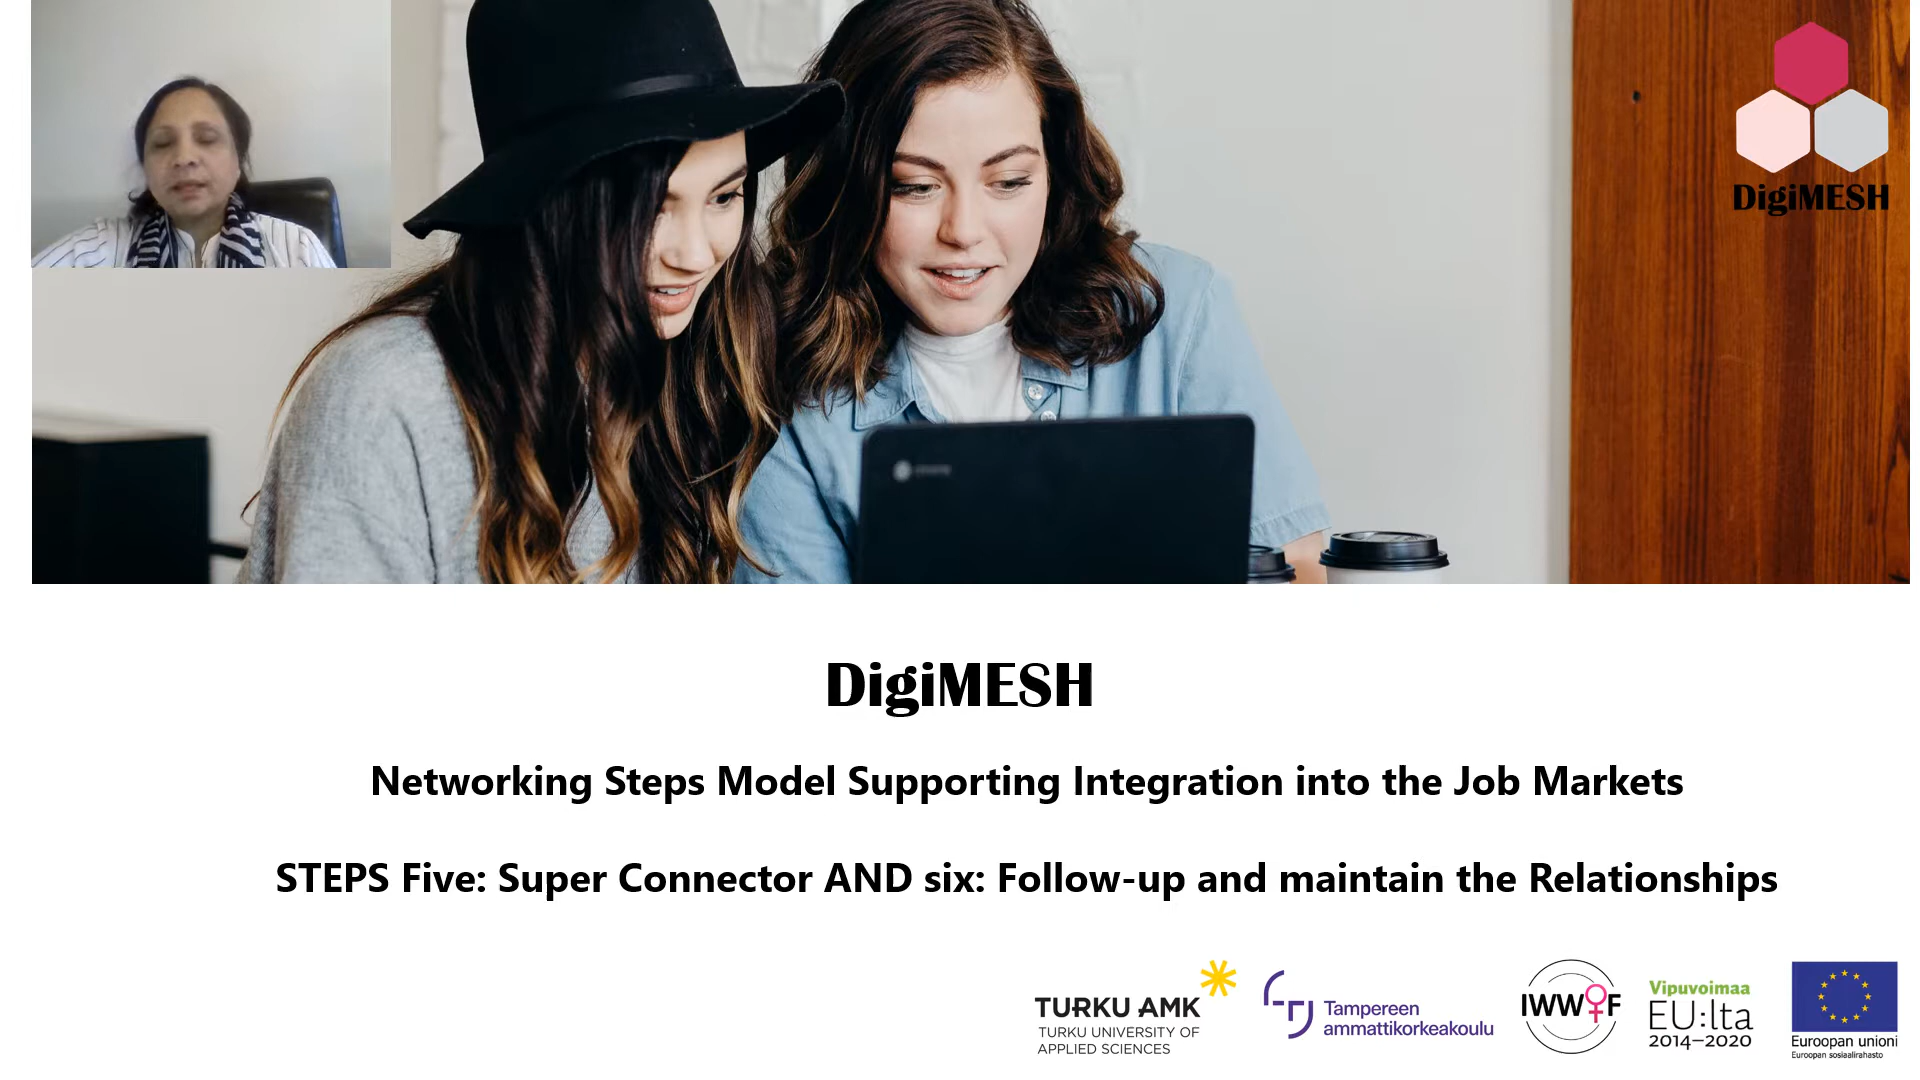 DigiMESH
DigiMESH
Networking Steps Model Supporting Integration into the Job Markets
STEPS Five: Super Connector AND six: Follow-up and maintain the Relationships
TURKU AMK
TURKU UNIVERSITY OF
APPLIED SCIENCES
Tampereen
ammattikorkeakoulu
IWWOF
Vipuvoimaa
EU:lta
2014–2020
Euroopan unioni
Euroopan sosiaalirahasto